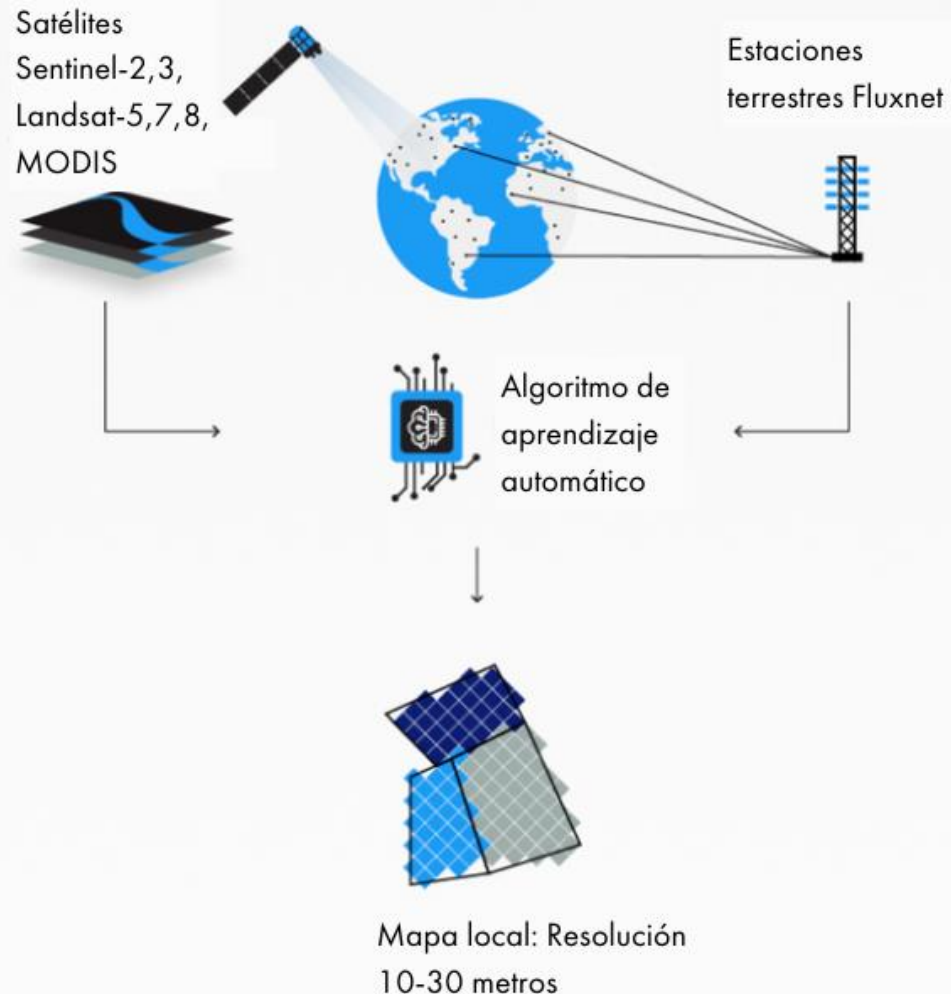 Satélites
Sentinel-2,3,
Landsat-5,7,8,
MODIS
Estaciones
terrestres Fluxnet
Algoritmo de
aprendizaje
automático
Mapa local: Resolución
10-30 metros